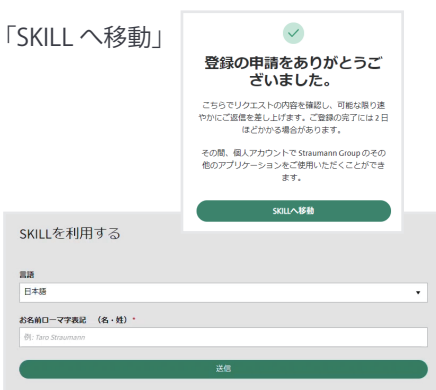 「SKILL へ移動」
登録の申請をありがとうご
ざいました。
こちらでリクエストの内容を確認し、可能な限り速
やかにご返信を差し上げます。ご登録の完了には2日
ほどかかる場合があります。
その間、個人アカウントで Straumann Group のその
他のアプリケーションをご使用いただくことができ
ます。
SKILLへ移動
SKILLを利用する
言語
日本語
お名前ローマ字表記 （名・姓） *
例: Taro Straumann
送信